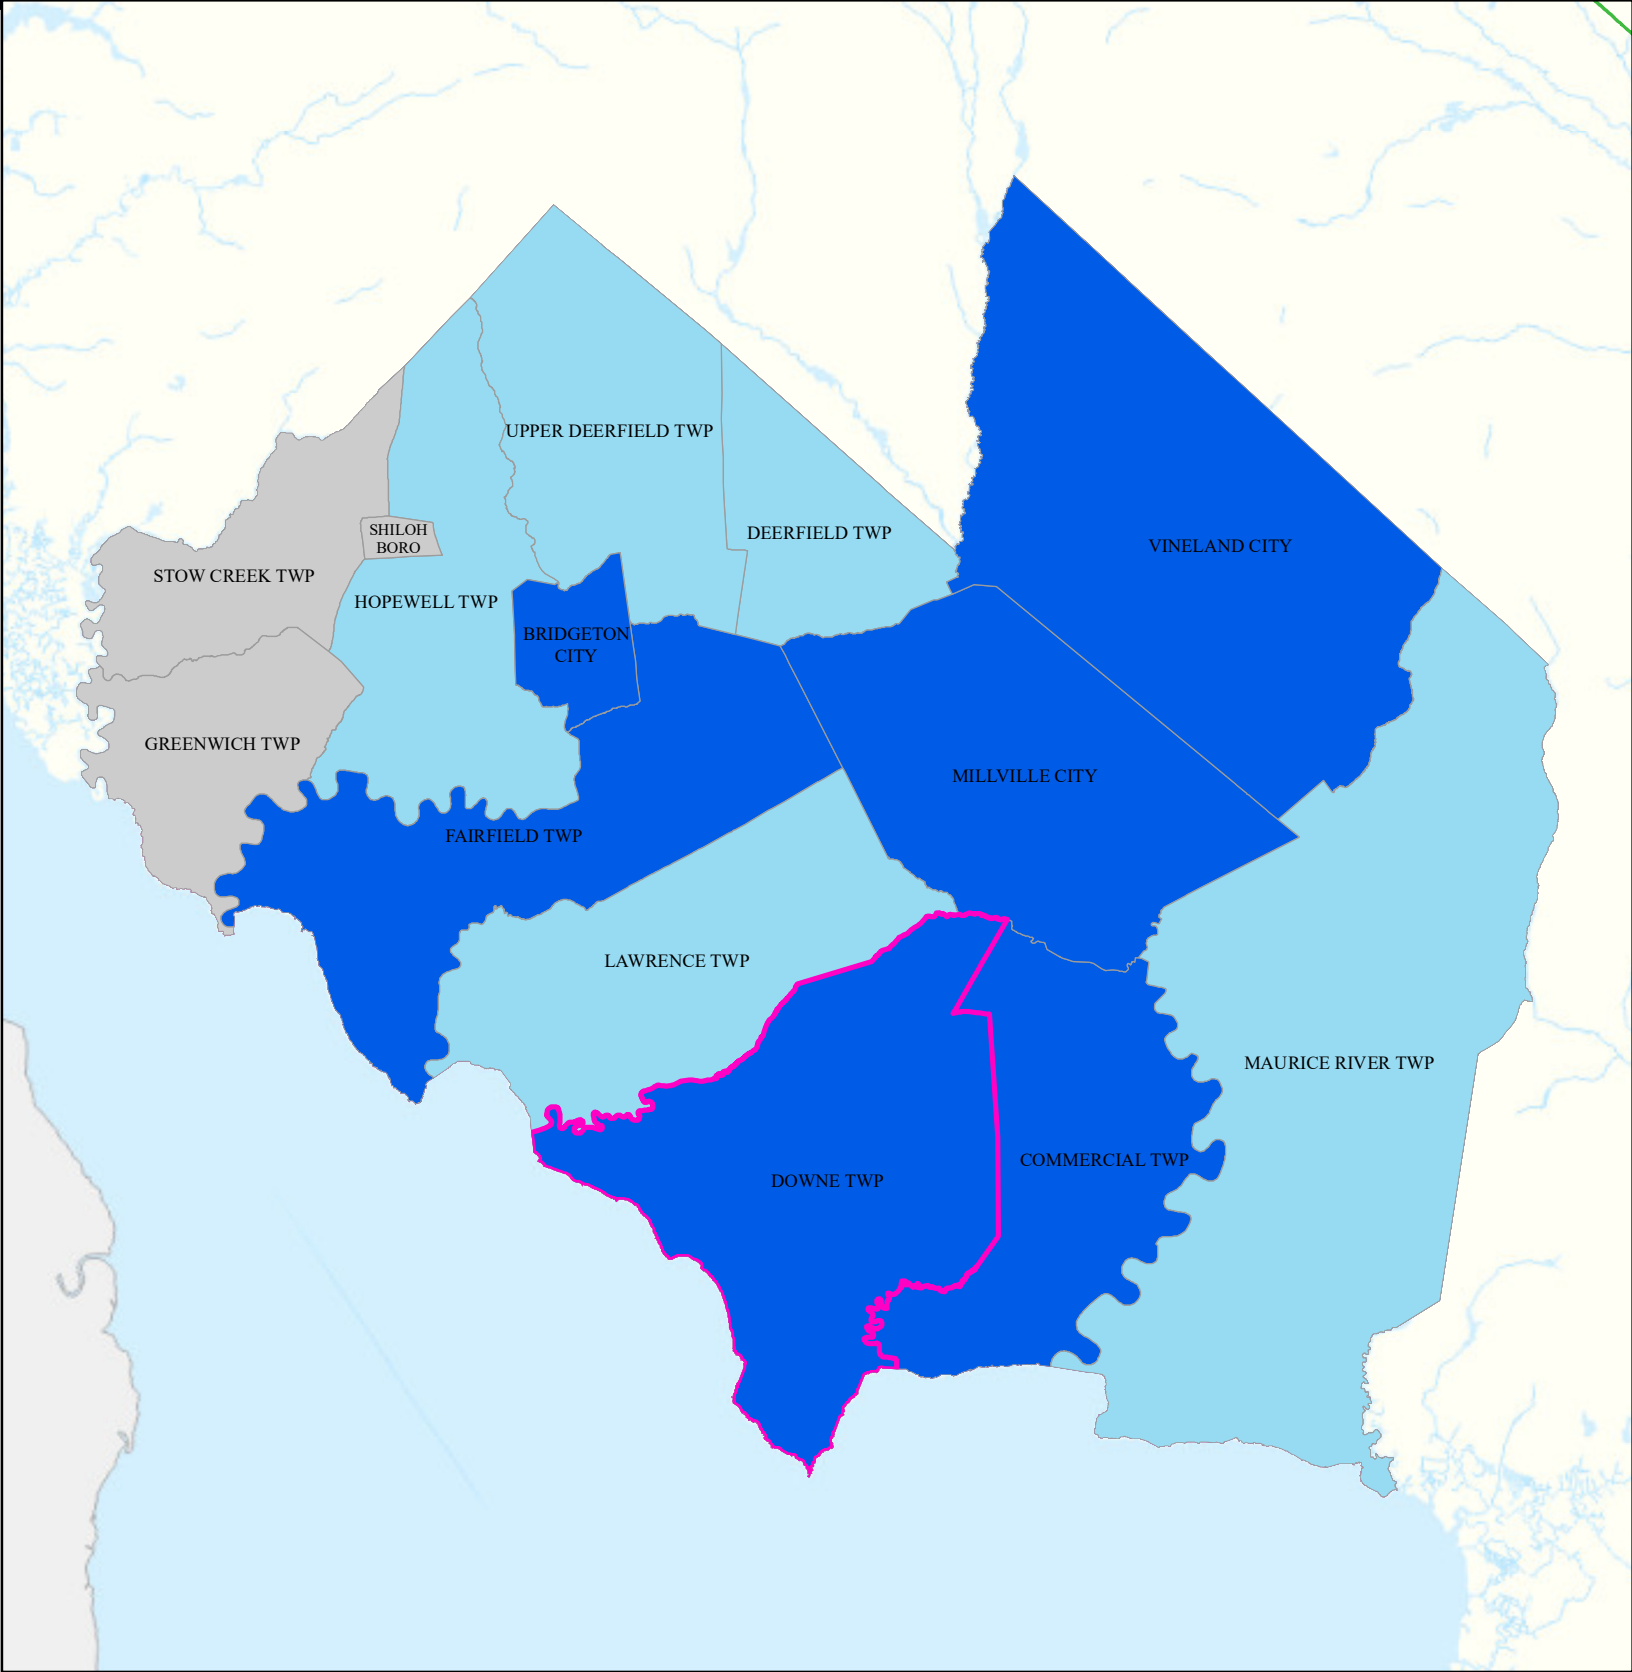 UPPER DEERFIELD TWP
SHILOH
BORO
DEERFIELD TWP
VINELAND CITY
STOW CREEK TWP
HOPEWELL TWP
BRIDGETON
CITY
GREENWICH TWP
MILLVILLE CITY
FAIRFIELD TWP
LAWRENCE TWP
MAURICE RIVER TWP
COMMERCIAL TWP
DOWNE TWP